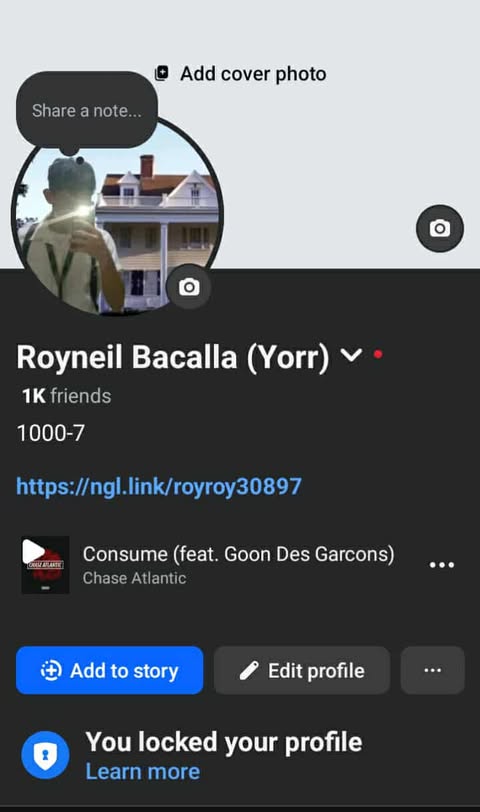 Add cover photo
Share a note...
Royneil Bacalla (Yorr)
1K friends
1000-7
https://ngl.link/royroy30897
Consume (feat. Goon Des Garcons)
CHASE ATLANTIC
Chase Atlantic
Add to story
Edit profile
You locked your profile
Learn more